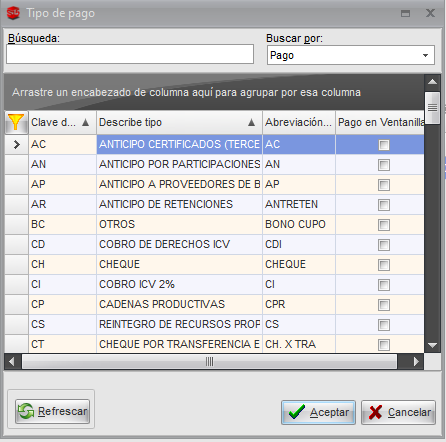 Tipo de pago
Búsqueda: Buscar por:
Pago
Arrastre un encabezado de columna aquí para agrupar por esa columna
Clave d... Describe tipo Abreviación... Pago en Ventanilla
AC ANTICIPO CERTIFICADOS (TERCE AC
AN ANTICIPO POR PARTICIPACIONES AN
AP ANTICIPO A PROVEEDORES DE B AP
AR ANTICIPO DE RETENCIONES ANTRETEN
BC OTROS BONO CUPO
CD COBRO DE DERECHOS ICV CDI
CH CHEQUE CHEQUE
CI COBRO ICV 2% CI
CP CADENAS PRODUCTIVAS CPR
CS REINTEGRO DE RECURSOS PROF CS
CT CHEQUE POR TRANSFERENCIA E CH. X TRA
Refrescar Aceptar Cancelar